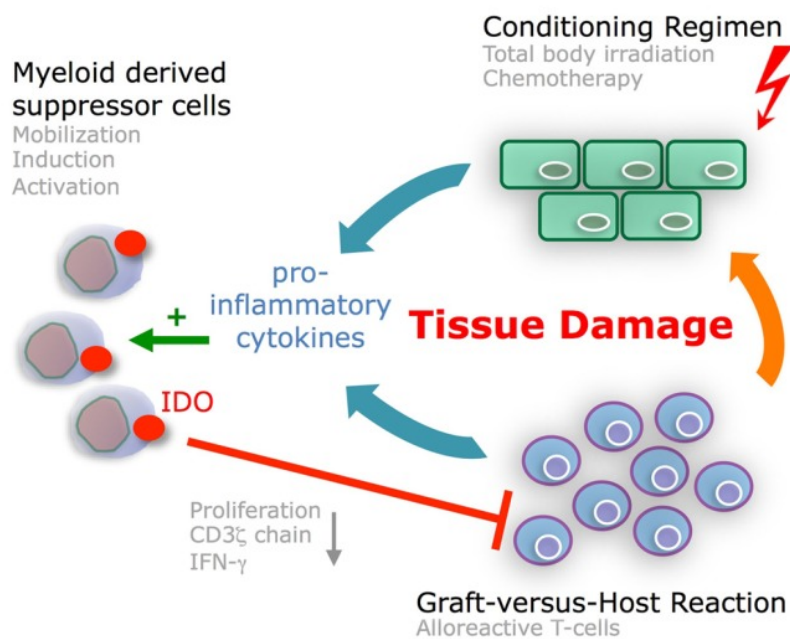 Conditioning Regimen
Total body irradiation
Chemotherapy
Myeloid derived
suppressor cells
Mobilization
Induction
Activation
pro-
inflammatory
cytokines
+
Tissue Damage
IDO
Proliferation
CD3ζ chain
IFN-γ
Graft-versus-Host Reaction
Alloreactive T-cells